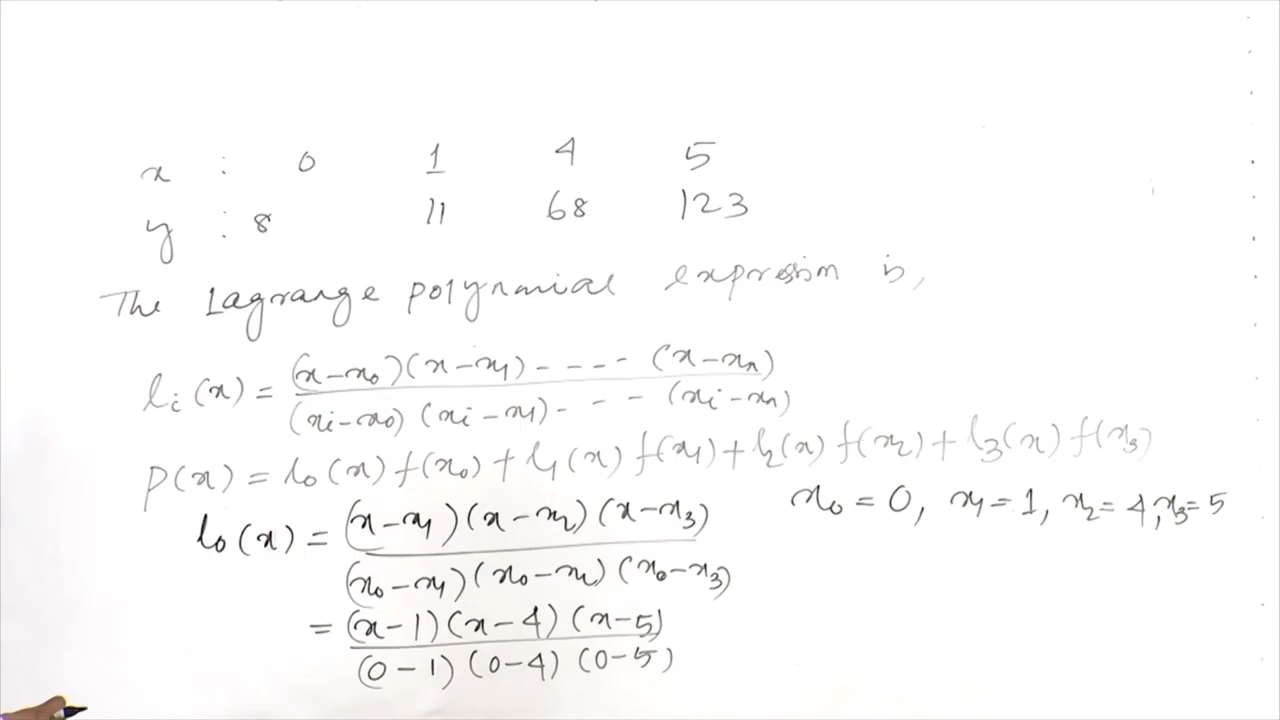 x : 0 1 4 5
y : 8 11 68 123
The Lagrange polynomial expression is,
lᵢ(x) = (x-x₀)(x-x₁)---- (x-xₙ)
(xᵢ-x₀) (xᵢ-x₁)- -- (xᵢ-xₙ)
P(x) = l₀(x) f(x₀) + l₁(x) f(x₁) + l₂(x) f(x₂) + l₃(x) f(x₃)
x₀ = 0, x₁ = 1, x₂ = 4, x₃ = 5
l₀(x) = (x-x₁)(x-x₂)(x-x₃)
(x₀-x₁)(x₀-x₂)(x₀-x₃)
= (x-1)(x-4)(x-5)
(0-1)(0-4)(0-5)